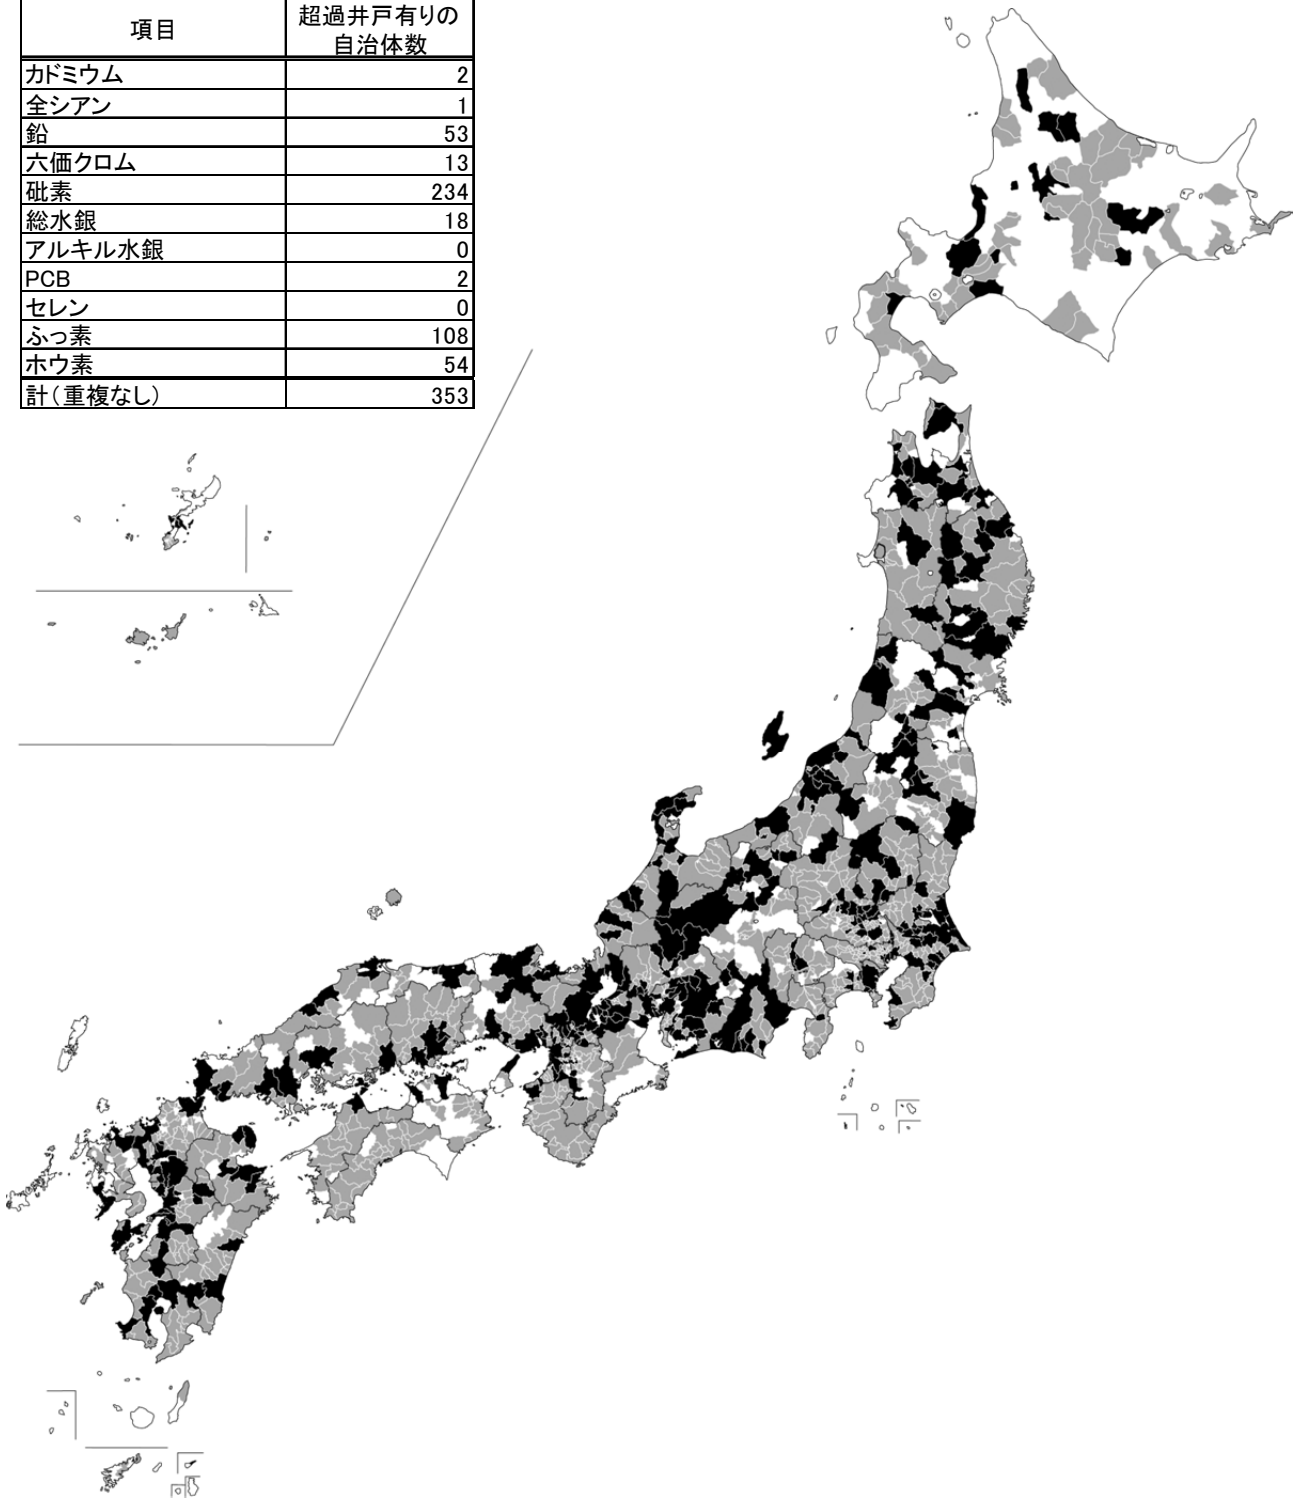 項目 超過井戸有りの
自治体数
カドミウム 2
全シアン 1
鉛 53
六価クロム 13
砒素 234
総水銀 18
アルキル水銀 0
PCB 2
セレン 0
ふっ素 108
ホウ素 54
計（重複なし） 353